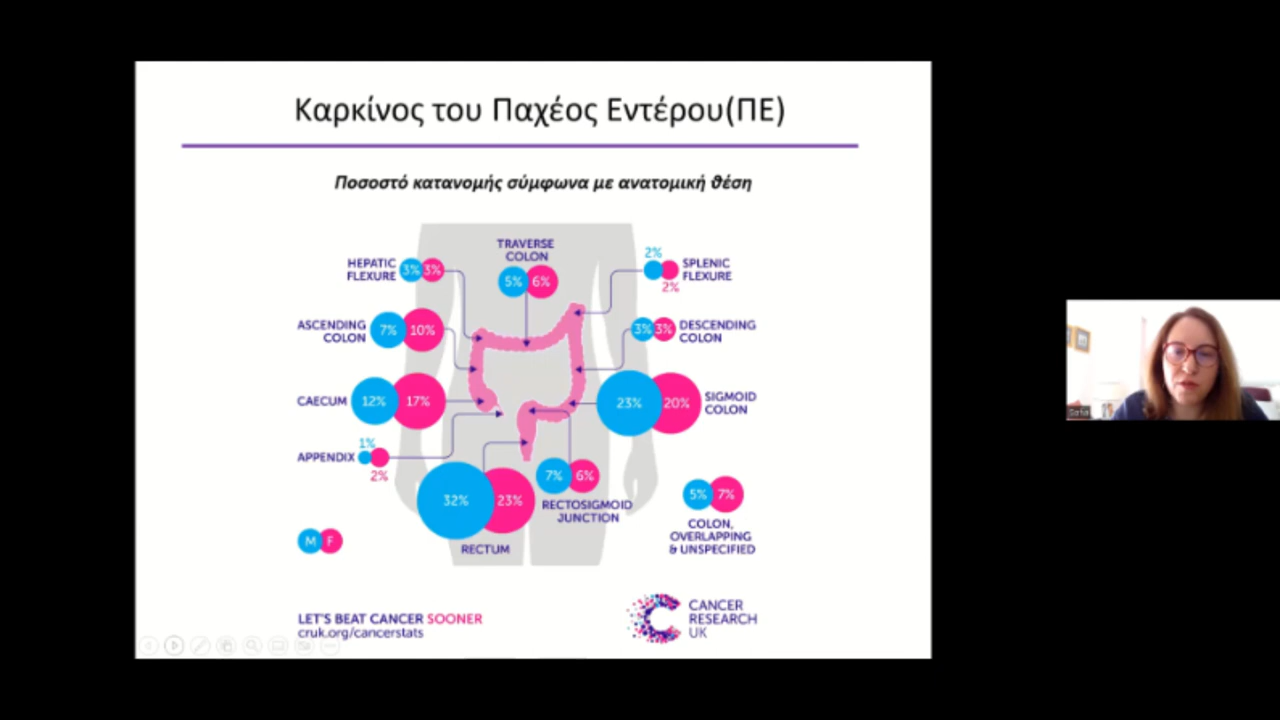 Καρκίνος του Παχέος Εντέρου(ΠΕ)
Ποσοστό κατανομής σύμφωνα με ανατομική θέση
TRAVERSE
COLON
5% 6%
HEPATIC
FLEXURE
3% 3%
2%
SPLENIC
FLEXURE
2%
ASCENDING
COLON
7% 10%
3% 3%
DESCENDING
COLON
CAECUM
12% 17%
23% 20%
SIGMOID
COLON
1%
APPENDIX
2%
32% 23%
RECTUM
7% 6%
RECTOSIGMOID
JUNCTION
5% 7%
COLON,
OVERLAPPING
& UNSPECIFIED
M F
LET'S BEAT CANCER SOONER
cruk.org/cancerstats
CANCER
RESEARCH
UK